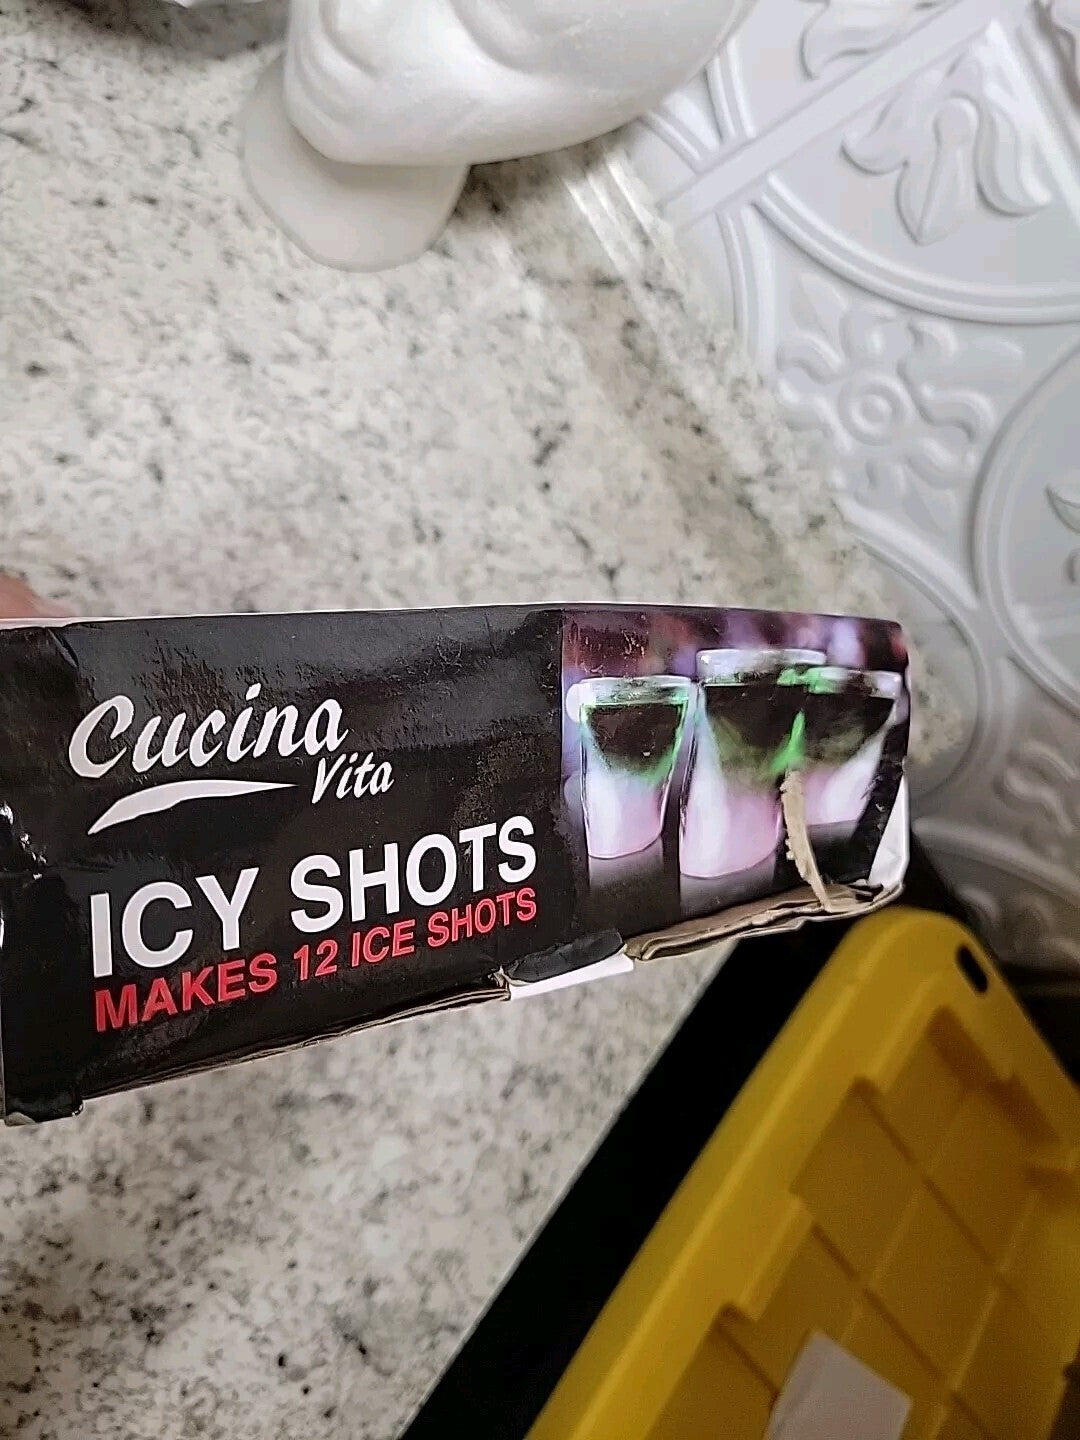 Cucina
Vita
ICY SHOTS
MAKES 12 ICE SHOTS